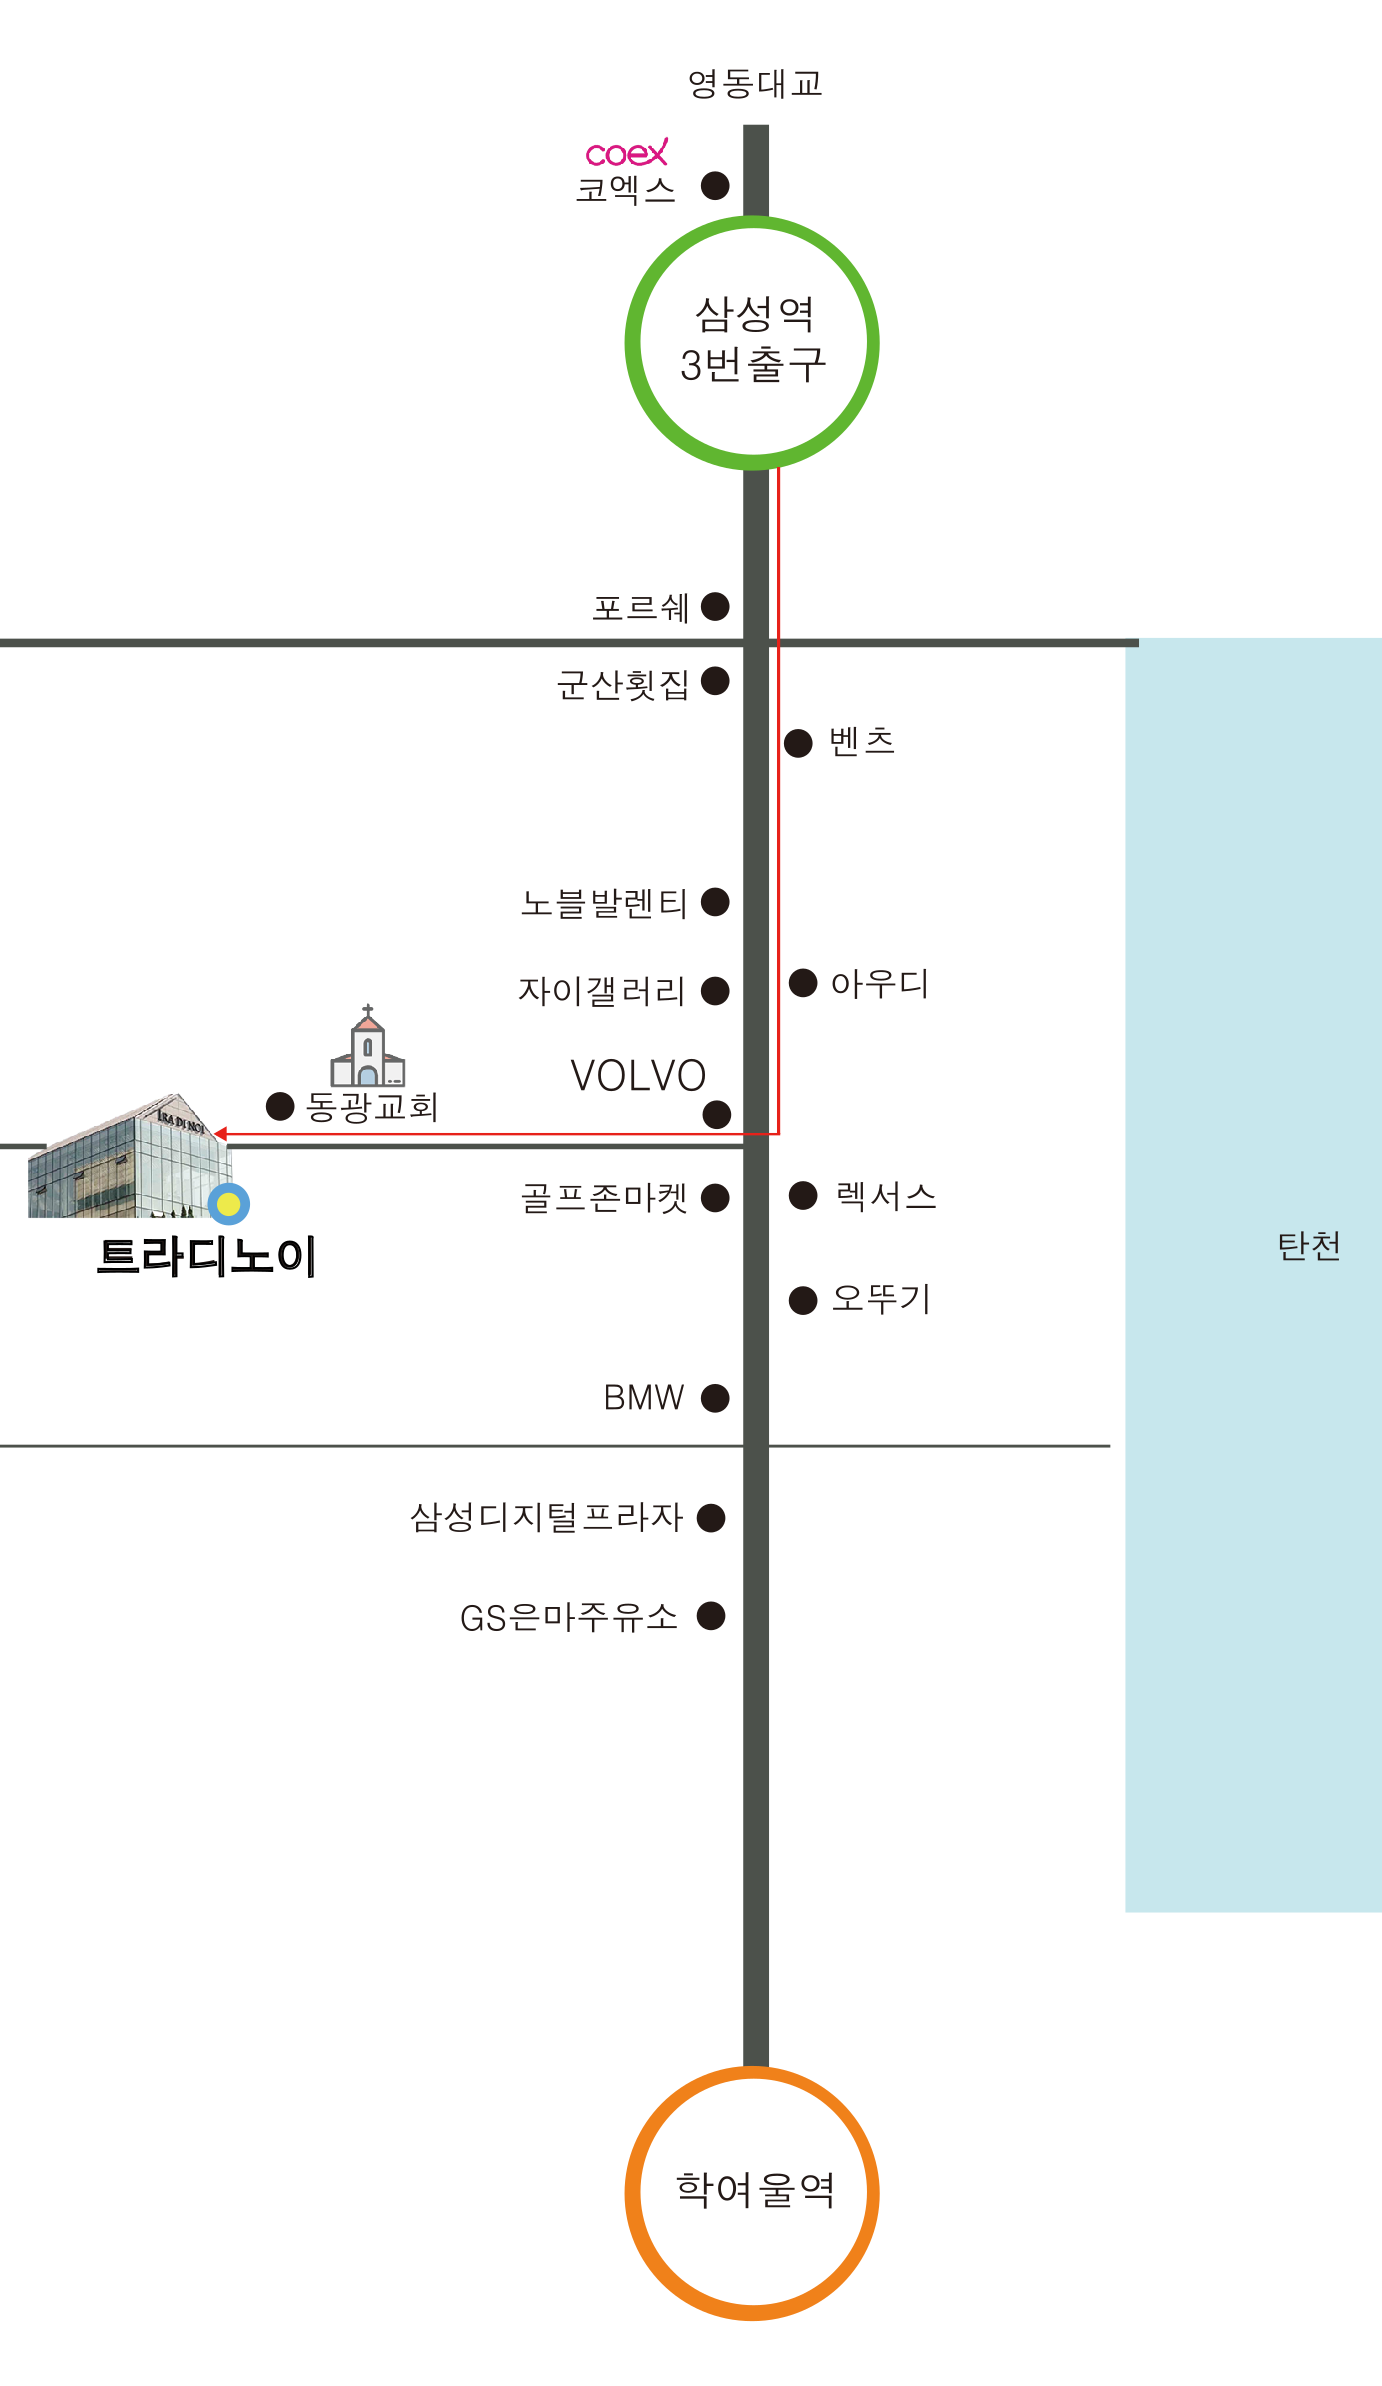 영동대교
coex
코엑스
삼성역
3번출구
포르쉐
군산횟집
벤츠
노블발렌티
아우디
자이갤러리
VOLVO
동광교회
TRA DI NOI
골프존마켓
렉서스
트라디노이
탄천
오뚜기
BMW
삼성디지털프라자
GS은마주유소
학여울역